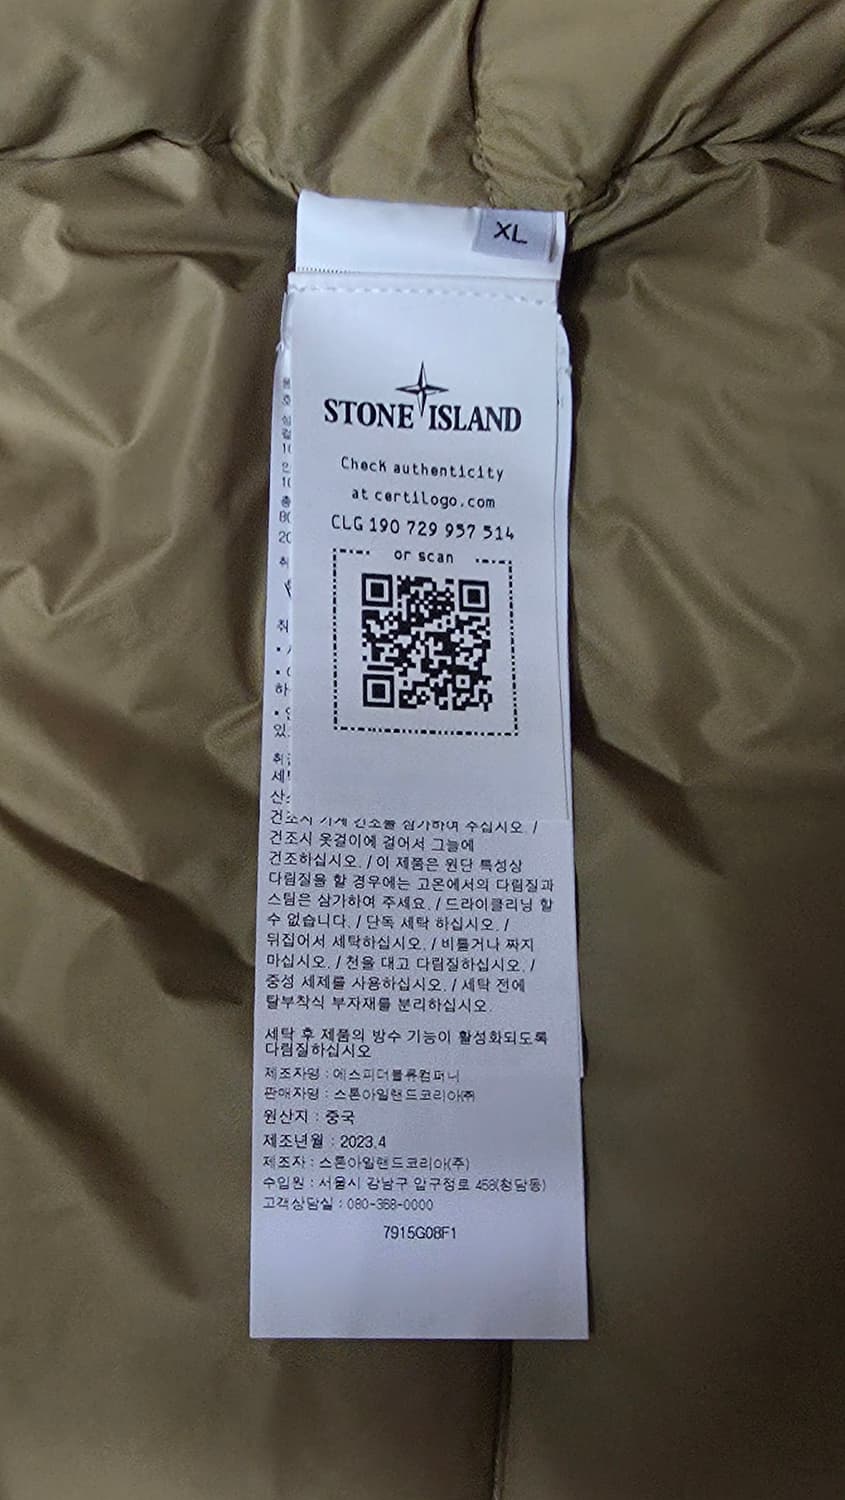 XL
STONE ISLAND
Check authenticity
at certilogo.com
CLG 190 729 957 514
or scan
건조시 기계 건조를 삼가하여 주십시오. /
건조시 옷걸이에 걸어서 그늘에
건조하십시오. / 이 제품은 원단 특성상
다림질을 할 경우에는 고온에서의 다림질과
스팀은 삼가하여 주세요. / 드라이클리닝 할
수 없습니다. / 단독 세탁 하십시오. /
뒤집어서 세탁하십시오. / 비틀거나 짜지
마십시오. / 천을 대고 다림질하십시오. /
중성 세제를 사용하십시오. / 세탁 전에
탈부착식 부자재를 분리하십시오.
세탁 후 제품의 방수 기능이 활성화되도록
다림질하십시오
제조자명 : 에스피더블류컴퍼니
판매자명 : 스톤아일랜드코리아㈜
원산지 : 중국
제조년월 : 2023.4
제조자 : 스톤아일랜드코리아(주)
수입원 : 서울시 강남구 압구정로 458(청담동)
고객상담실 : 080-368-0000
7915G08F1